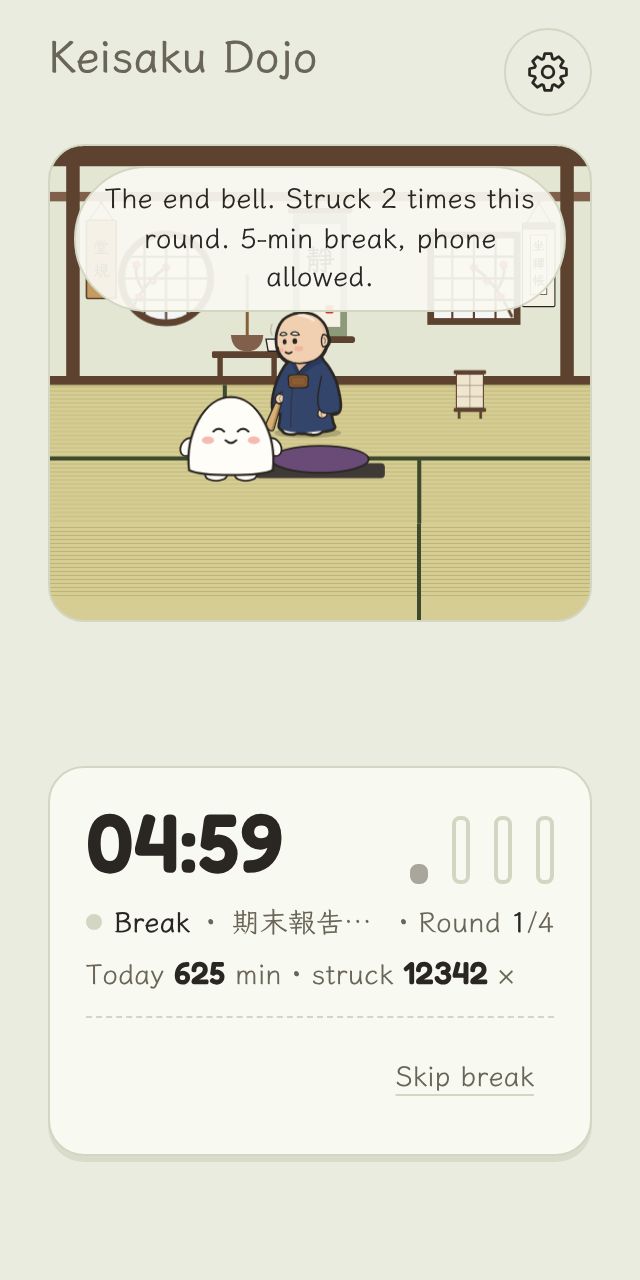 Keisaku Dojo
The end bell. Struck 2 times this
round. 5-min break, phone
allowed.
静
04:59
Break • 期末報告… • Round 1/4
Today 625 min • struck 12342 ×
Skip break